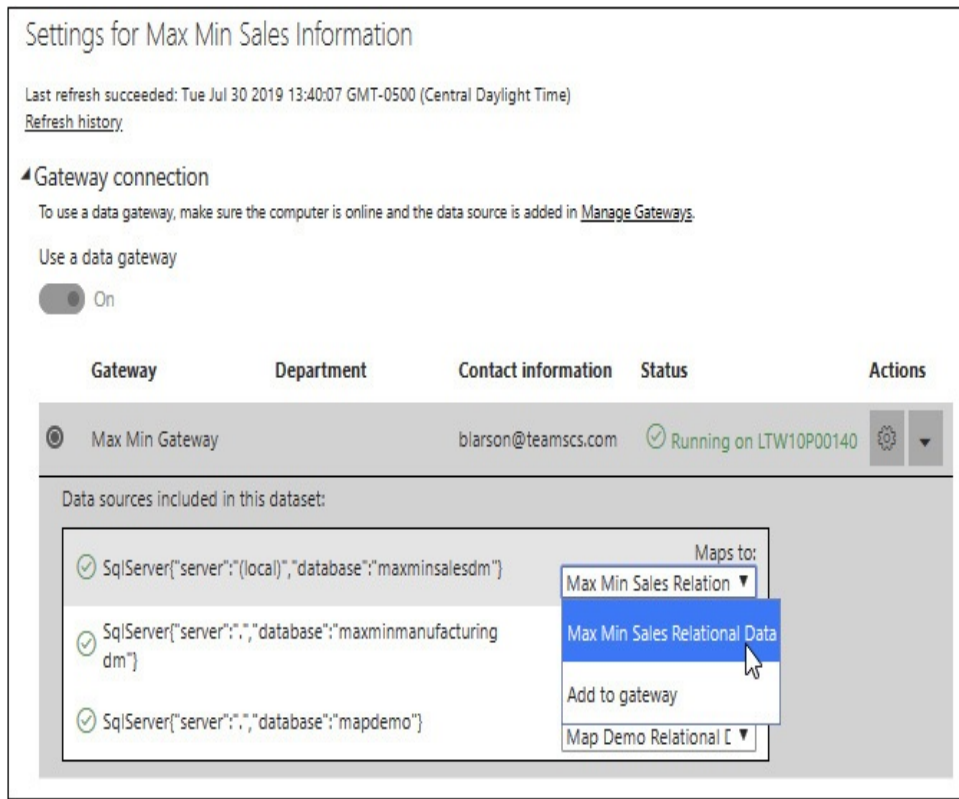 Settings for Max Min Sales Information
Last refresh succeeded: Tue Jul 30 2019 13:40:07 GMT-0500 (Central Daylight Time)
Refresh history
Gateway connection
To use a data gateway, make sure the computer is online and the data source is added in Manage Gateways.
Use a data gateway
On
Gateway Department Contact information Status Actions
Max Min Gateway blarson@teamscs.com Running on LTW10P00140
Data sources included in this dataset:
Maps to:
SqlServer{"server":"(local)","database":"maxminsalesdm"}
Max Min Sales Relation
Max Min Sales Relational Data
SqlServer{"server":".","database":"maxminmanufacturing
dm"}
Add to gateway
SqlServer{"server":".","database":"mapdemo"}
Map Demo Relational